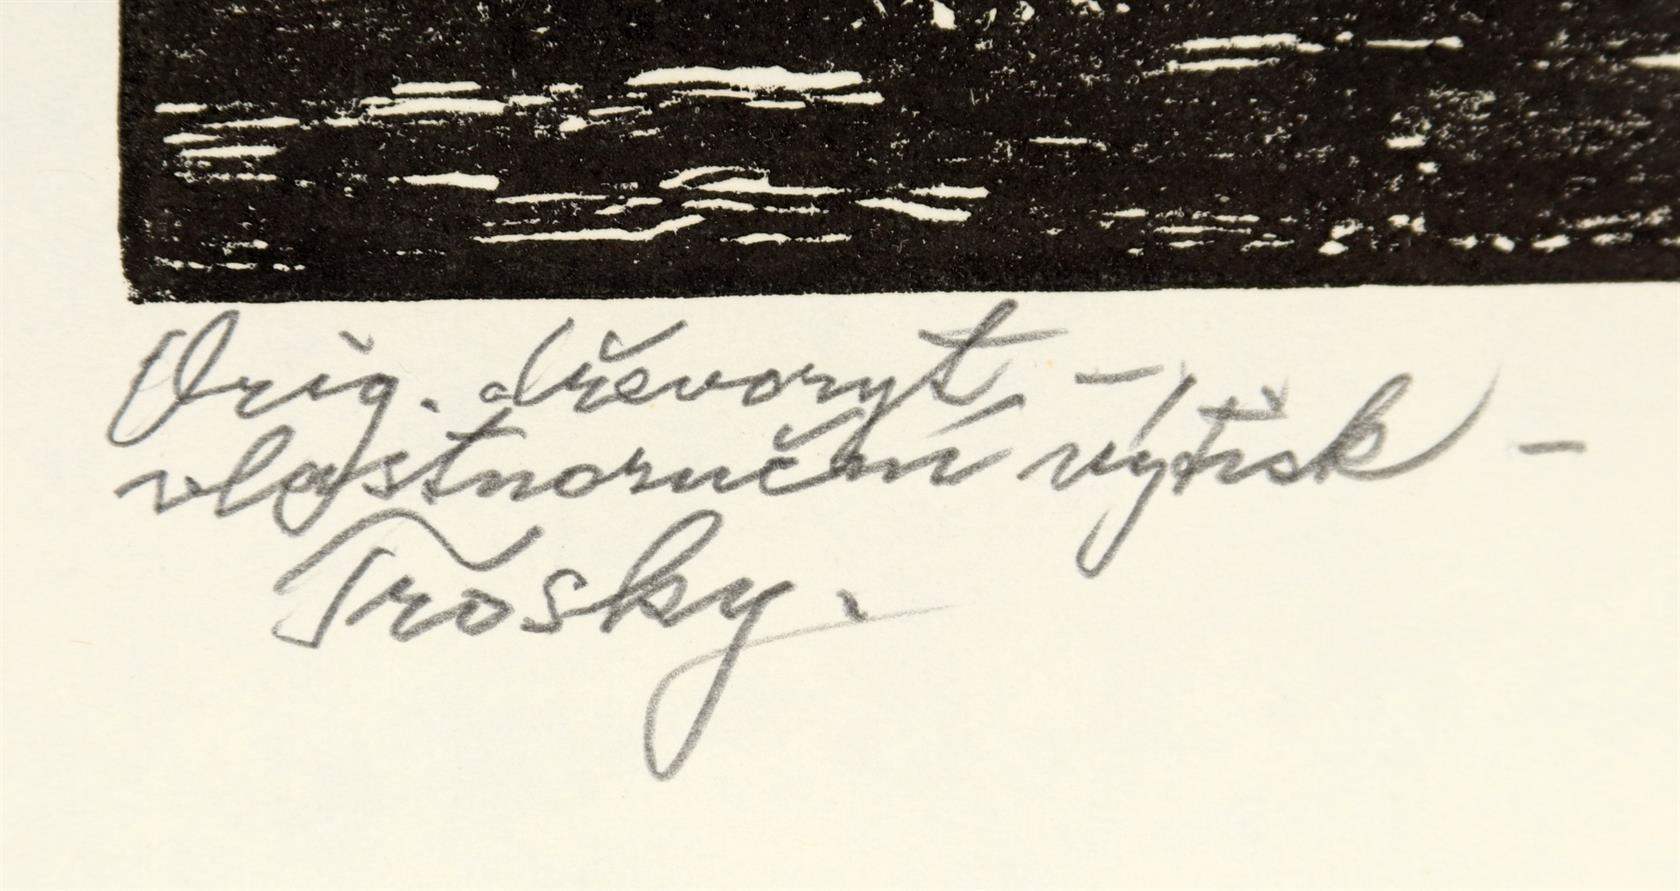 Orig. dřevoryt –
vlastnoruční výtisk –
Trosky.